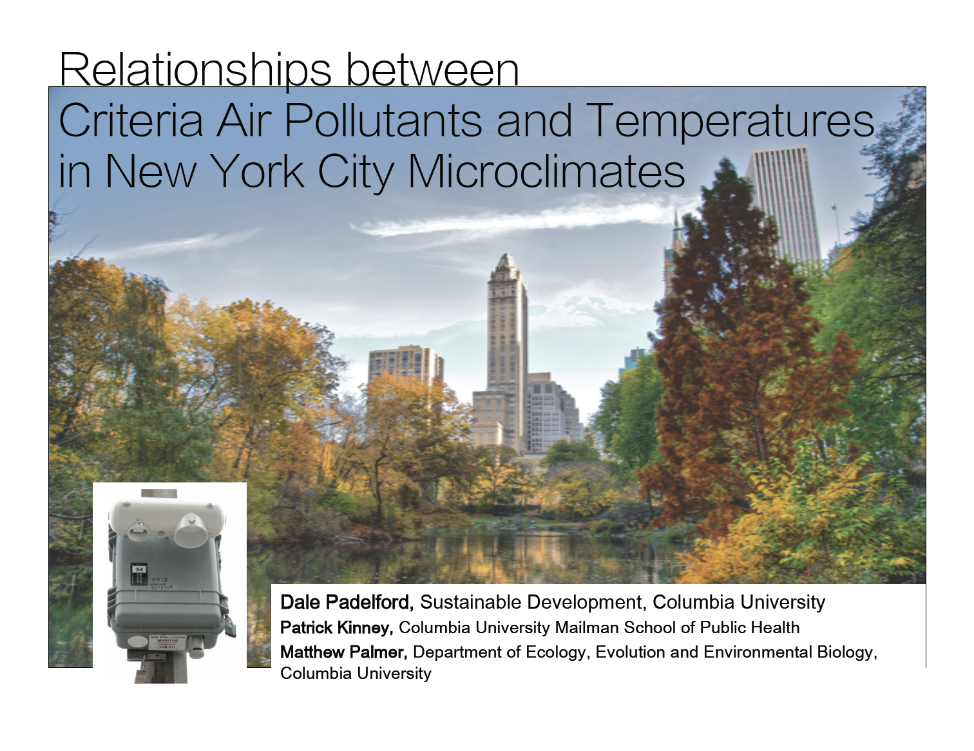 Relationships between
Criteria Air Pollutants and Temperatures
in New York City Microclimates
34
Dale Padelford, Sustainable Development, Columbia University
Patrick Kinney, Columbia University Mailman School of Public Health
Matthew Palmer, Department of Ecology, Evolution and Environmental Biology,
Columbia University